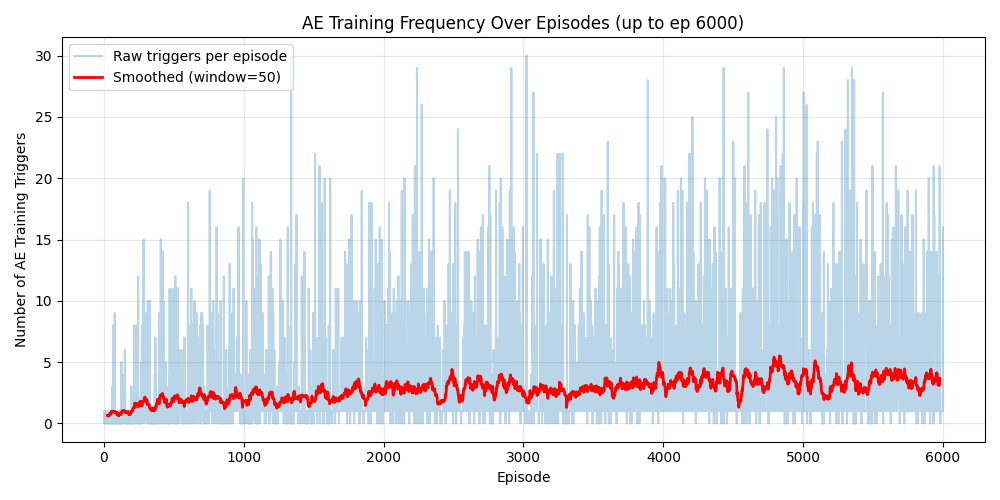 AE Training Frequency Over Episodes (up to ep 6000)
Raw triggers per episode
Smoothed (window=50)
Number of AE Training Triggers
30
25
20
15
10
5
0
0 1000 2000 3000 4000 5000 6000
Episode